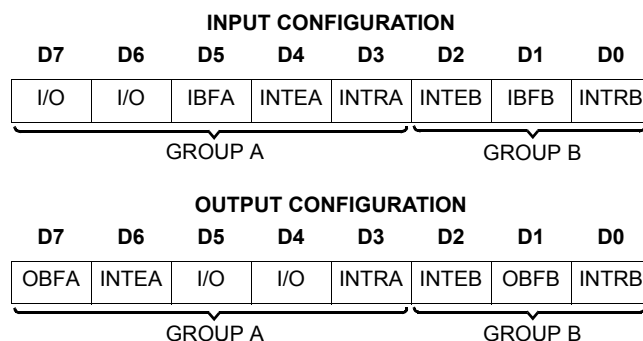 INPUT CONFIGURATION
D7 D6 D5 D4 D3 D2 D1 D0
I/O I/O IBFA INTEA INTRA INTEB IBFB INTRB
GROUP A GROUP B
OUTPUT CONFIGURATION
D7 D6 D5 D4 D3 D2 D1 D0
OBFA INTEA I/O I/O INTRA INTEB OBFB INTRB
GROUP A GROUP B